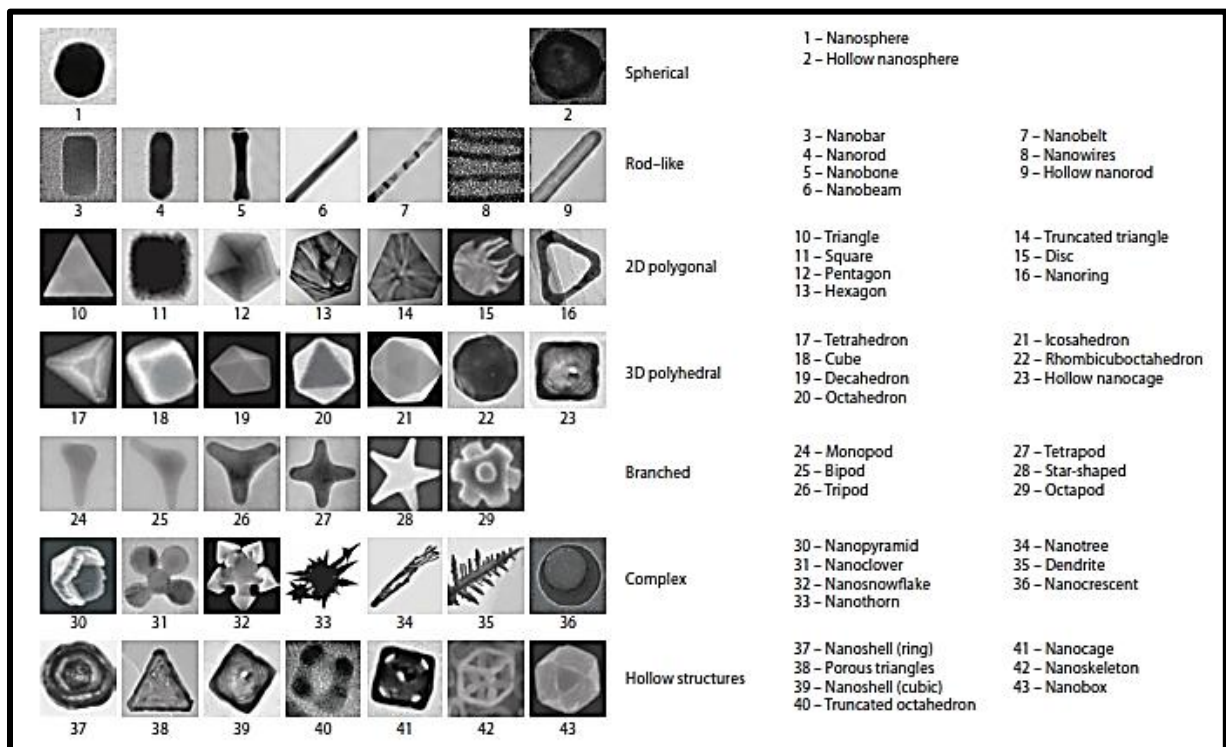 1 2
Spherical
1 – Nanosphere
2 – Hollow nanosphere
3 4 5 6 7 8 9
Rod–like
3 – Nanobar
4 – Nanorod
5 – Nanobone
6 – Nanobeam
7 – Nanobelt
8 – Nanowires
9 – Hollow nanorod
10 11 12 13 14 15 16
2D polygonal
10 – Triangle
11 – Square
12 – Pentagon
13 – Hexagon
14 – Truncated triangle
15 – Disc
16 – Nanoring
17 18 19 20 21 22 23
3D polyhedral
17 – Tetrahedron
18 – Cube
19 – Decahedron
20 – Octahedron
21 – Icosahedron
22 – Rhombicuboctahedron
23 – Hollow nanocage
24 25 26 27 28 29
Branched
24 – Monopod
25 – Bipod
26 – Tripod
27 – Tetrapod
28 – Star-shaped
29 – Octapod
30 31 32 33 34 35 36
Complex
30 – Nanopyramid
31 – Nanoclover
32 – Nanosnowflake
33 – Nanothorn
34 – Nanotree
35 – Dendrite
36 – Nanocrescent
37 38 39 40 41 42 43
Hollow structures
37 – Nanoshell (ring)
38 – Porous triangles
39 – Nanoshell (cubic)
40 – Truncated octahedron
41 – Nanocage
42 – Nanoskeleton
43 – Nanobox